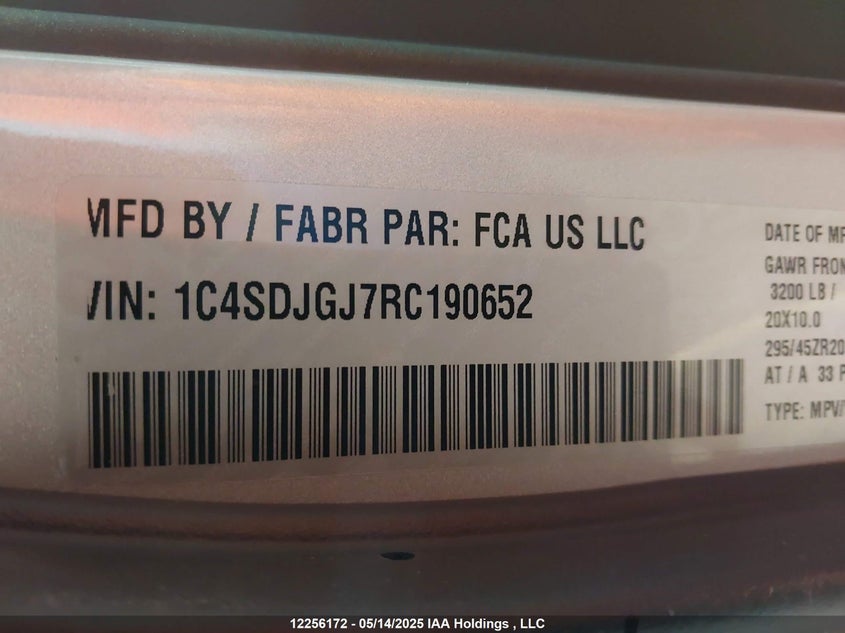 MFD BY / FABR PAR: FCA US LLC
VIN: 1C4SDJGJ7RC190652
DATE OF MF
GAWR FRON
3200 LB /
20X10.0
295/45ZR20
AT / A 33 P
TYPE: MPV/
12256172 - 05/14/2025 IAA Holdings , LLC